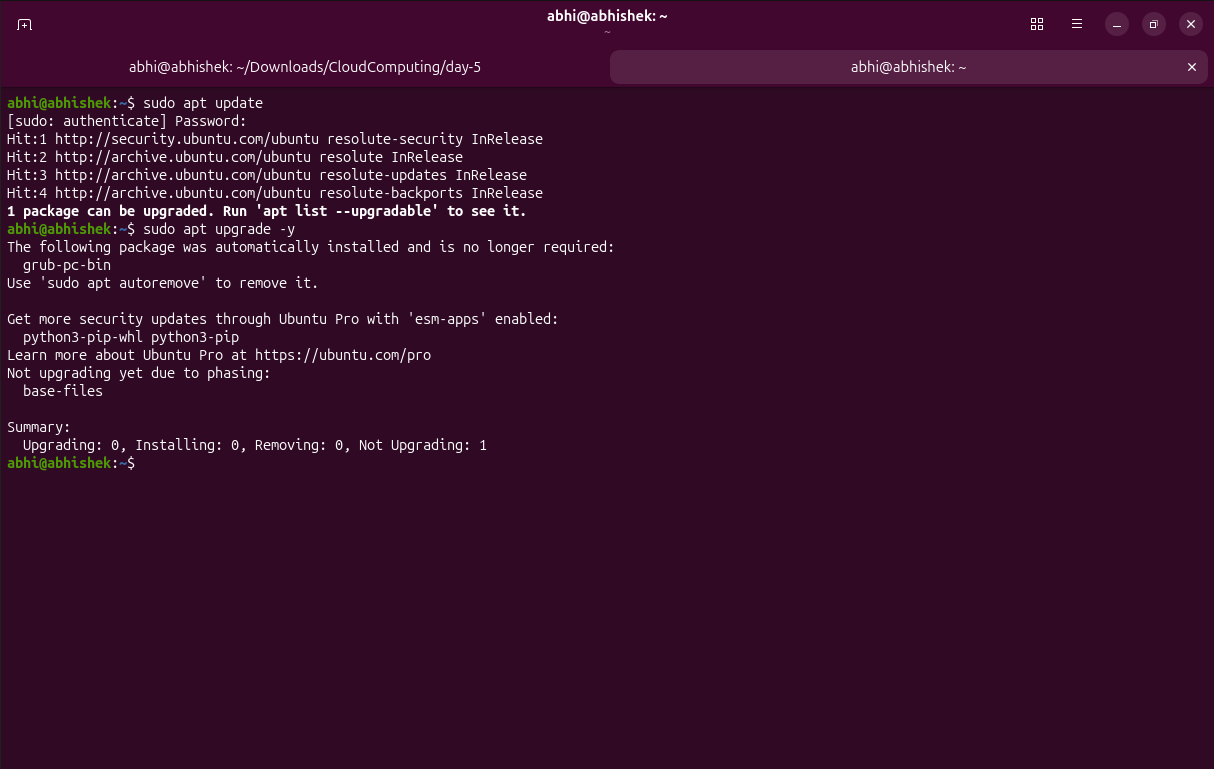 abhi@abhishek: ~
~
abhi@abhishek: ~/Downloads/CloudComputing/day-5
abhi@abhishek: ~
abhi@abhishek:~$ sudo apt update
[sudo: authenticate] Password:
Hit:1 http://security.ubuntu.com/ubuntu resolute-security InRelease
Hit:2 http://archive.ubuntu.com/ubuntu resolute InRelease
Hit:3 http://archive.ubuntu.com/ubuntu resolute-updates InRelease
Hit:4 http://archive.ubuntu.com/ubuntu resolute-backports InRelease
1 package can be upgraded. Run 'apt list --upgradable' to see it.
abhi@abhishek:~$ sudo apt upgrade -y
The following package was automatically installed and is no longer required:
  grub-pc-bin
Use 'sudo apt autoremove' to remove it.

Get more security updates through Ubuntu Pro with 'esm-apps' enabled:
  python3-pip-whl python3-pip
Learn more about Ubuntu Pro at https://ubuntu.com/pro
Not upgrading yet due to phasing:
  base-files

Summary:
  Upgrading: 0, Installing: 0, Removing: 0, Not Upgrading: 1
abhi@abhishek:~$